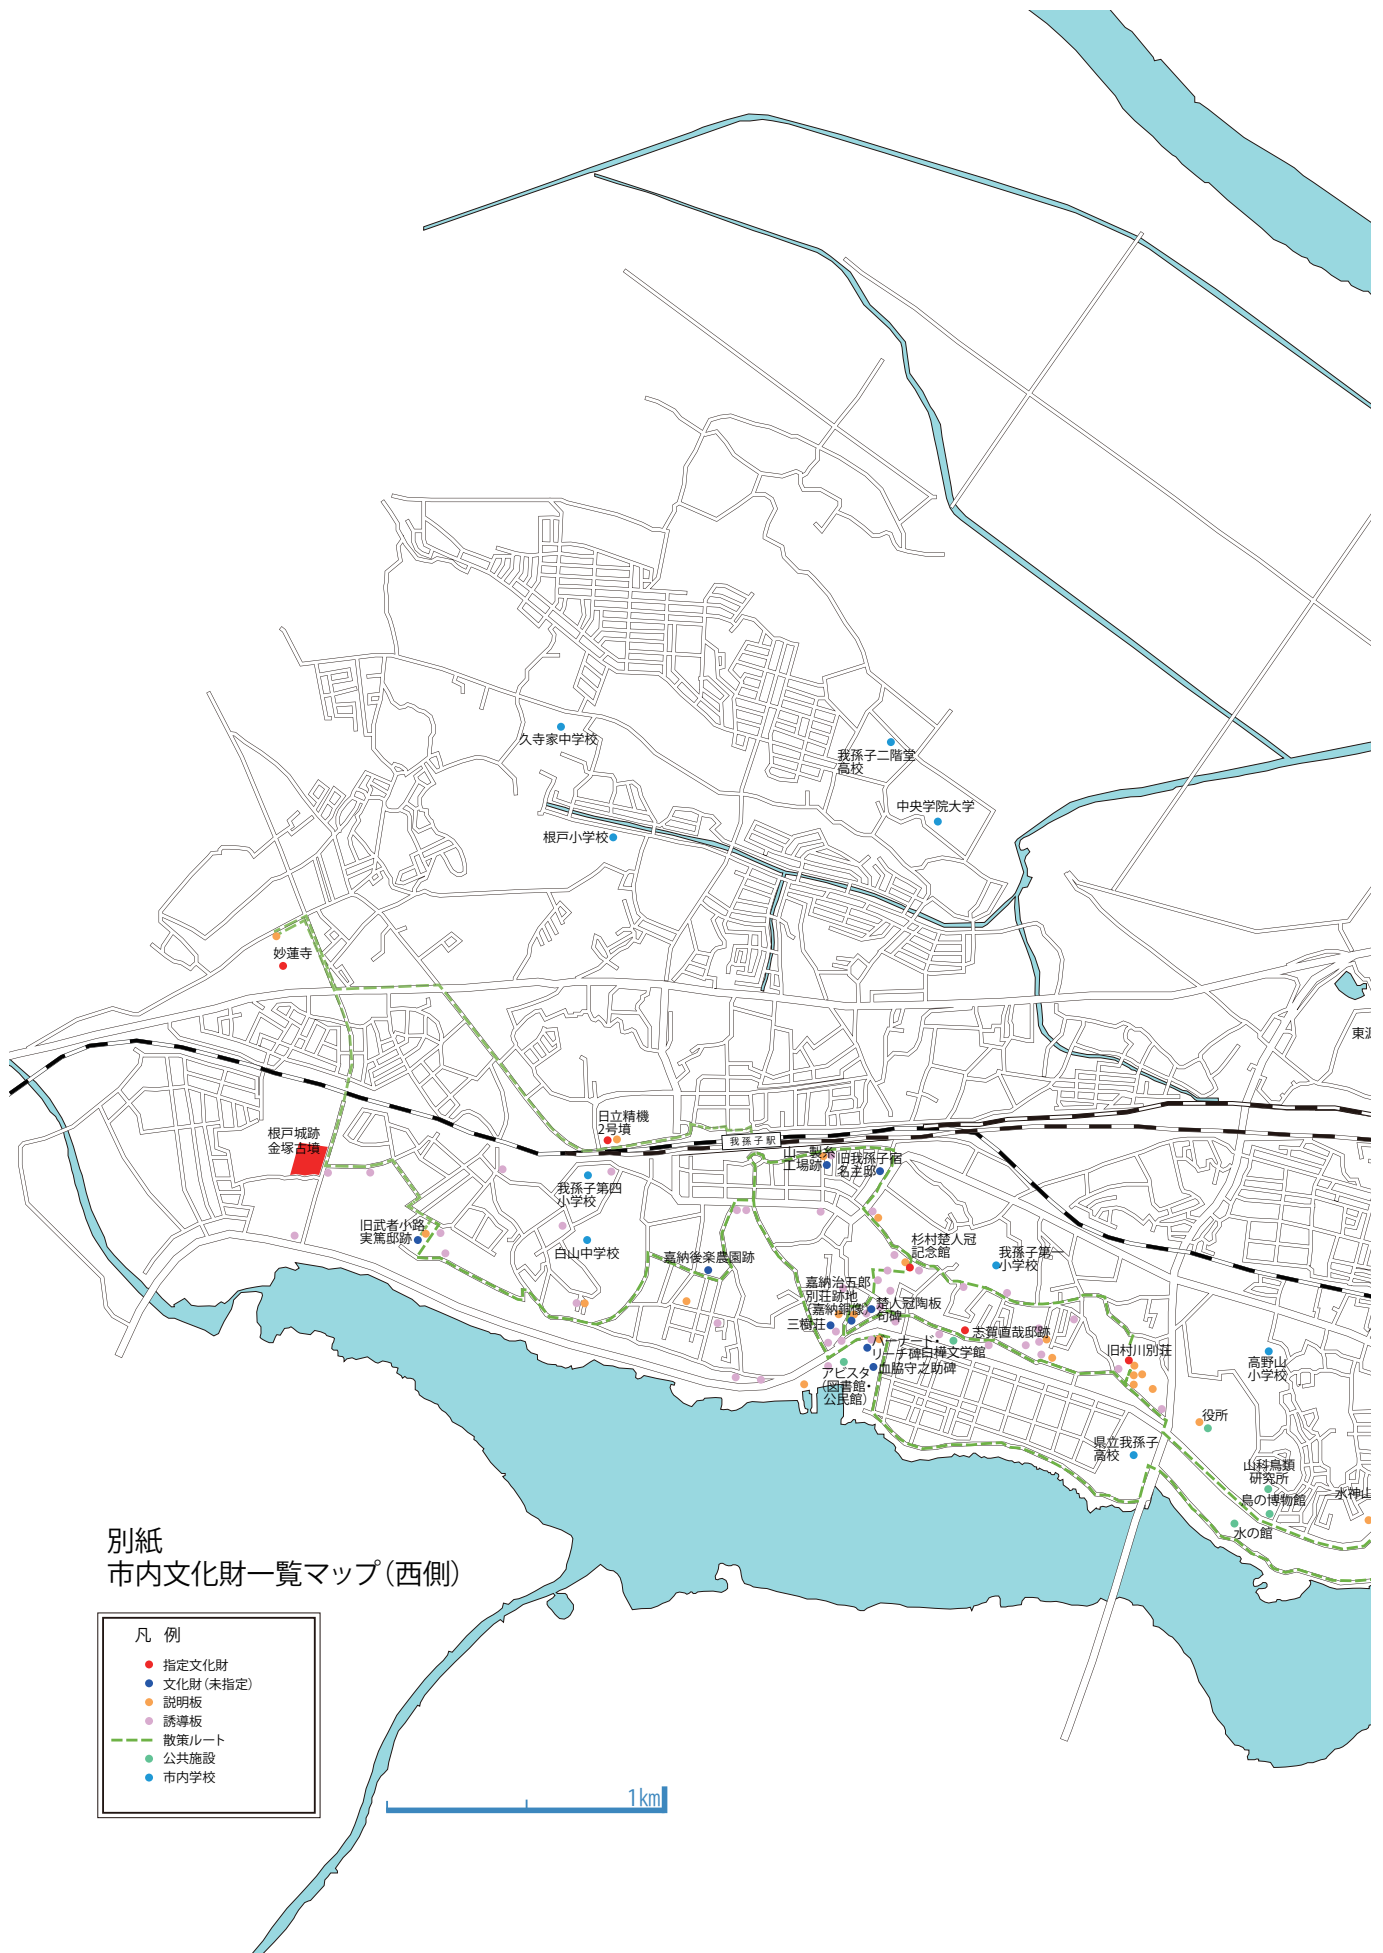 久寺家中学校
我孫子二階堂
高校
中央学院大学
根戸小学校
妙蓮寺
日立精機
2号墳
根戸城跡
金塚古墳
我孫子駅
山一製糸
工場跡
旧我孫子宿
名主邸
我孫子第四
小学校
旧武者小路
実篤邸跡
白山中学校
嘉納後楽農園跡
杉村楚人冠
記念館
我孫子第一
小学校
嘉納治五郎
別荘跡地
(嘉納銅像)
楚人冠陶板
句碑
三樹荘
志賀直哉邸跡
バーナード・
リーチ碑
白樺文学館
血脇守之助碑
アビスタ
(図書館・
公民館)
旧村川別荘
高野山
小学校
役所
県立我孫子
高校
山科鳥類
研究所
鳥の博物館
水の館
水神山
別紙
市内文化財一覧マップ(西側)
凡 例
指定文化財
文化財(未指定)
説明板
誘導板
散策ルート
公共施設
市内学校
1km